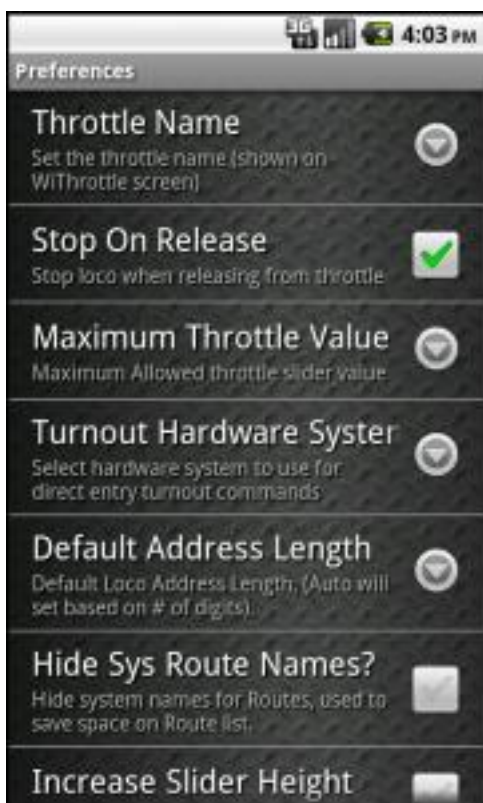 3G
4:03 PM
Preferences
Throttle Name
Set the throttle name (shown on
WiThrottle screen)
Stop On Release
Stop loco when releasing from throttle
Maximum Throttle Value
Maximum Allowed throttle slider value
Turnout Hardware Syster
Select hardware system to use for
direct entry turnout commands
Default Address Length
Default Loco Address Length, (Auto will
set based on # of digits).
Hide Sys Route Names?
Hide system names for Routes, used to
save space on Route list.
Increase Slider Height